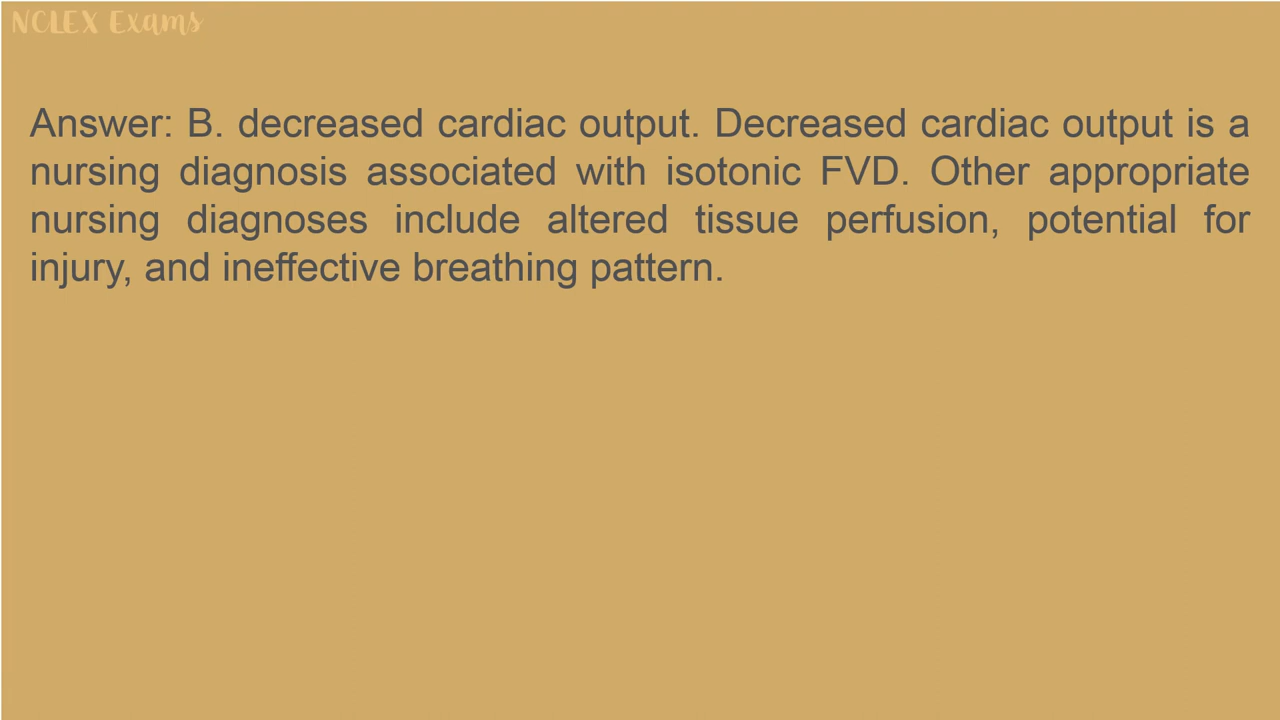 NCLEX Exams
Answer: B. decreased cardiac output. Decreased cardiac output is a
nursing diagnosis associated with isotonic FVD. Other appropriate
nursing diagnoses include altered tissue perfusion, potential for
injury, and ineffective breathing pattern.